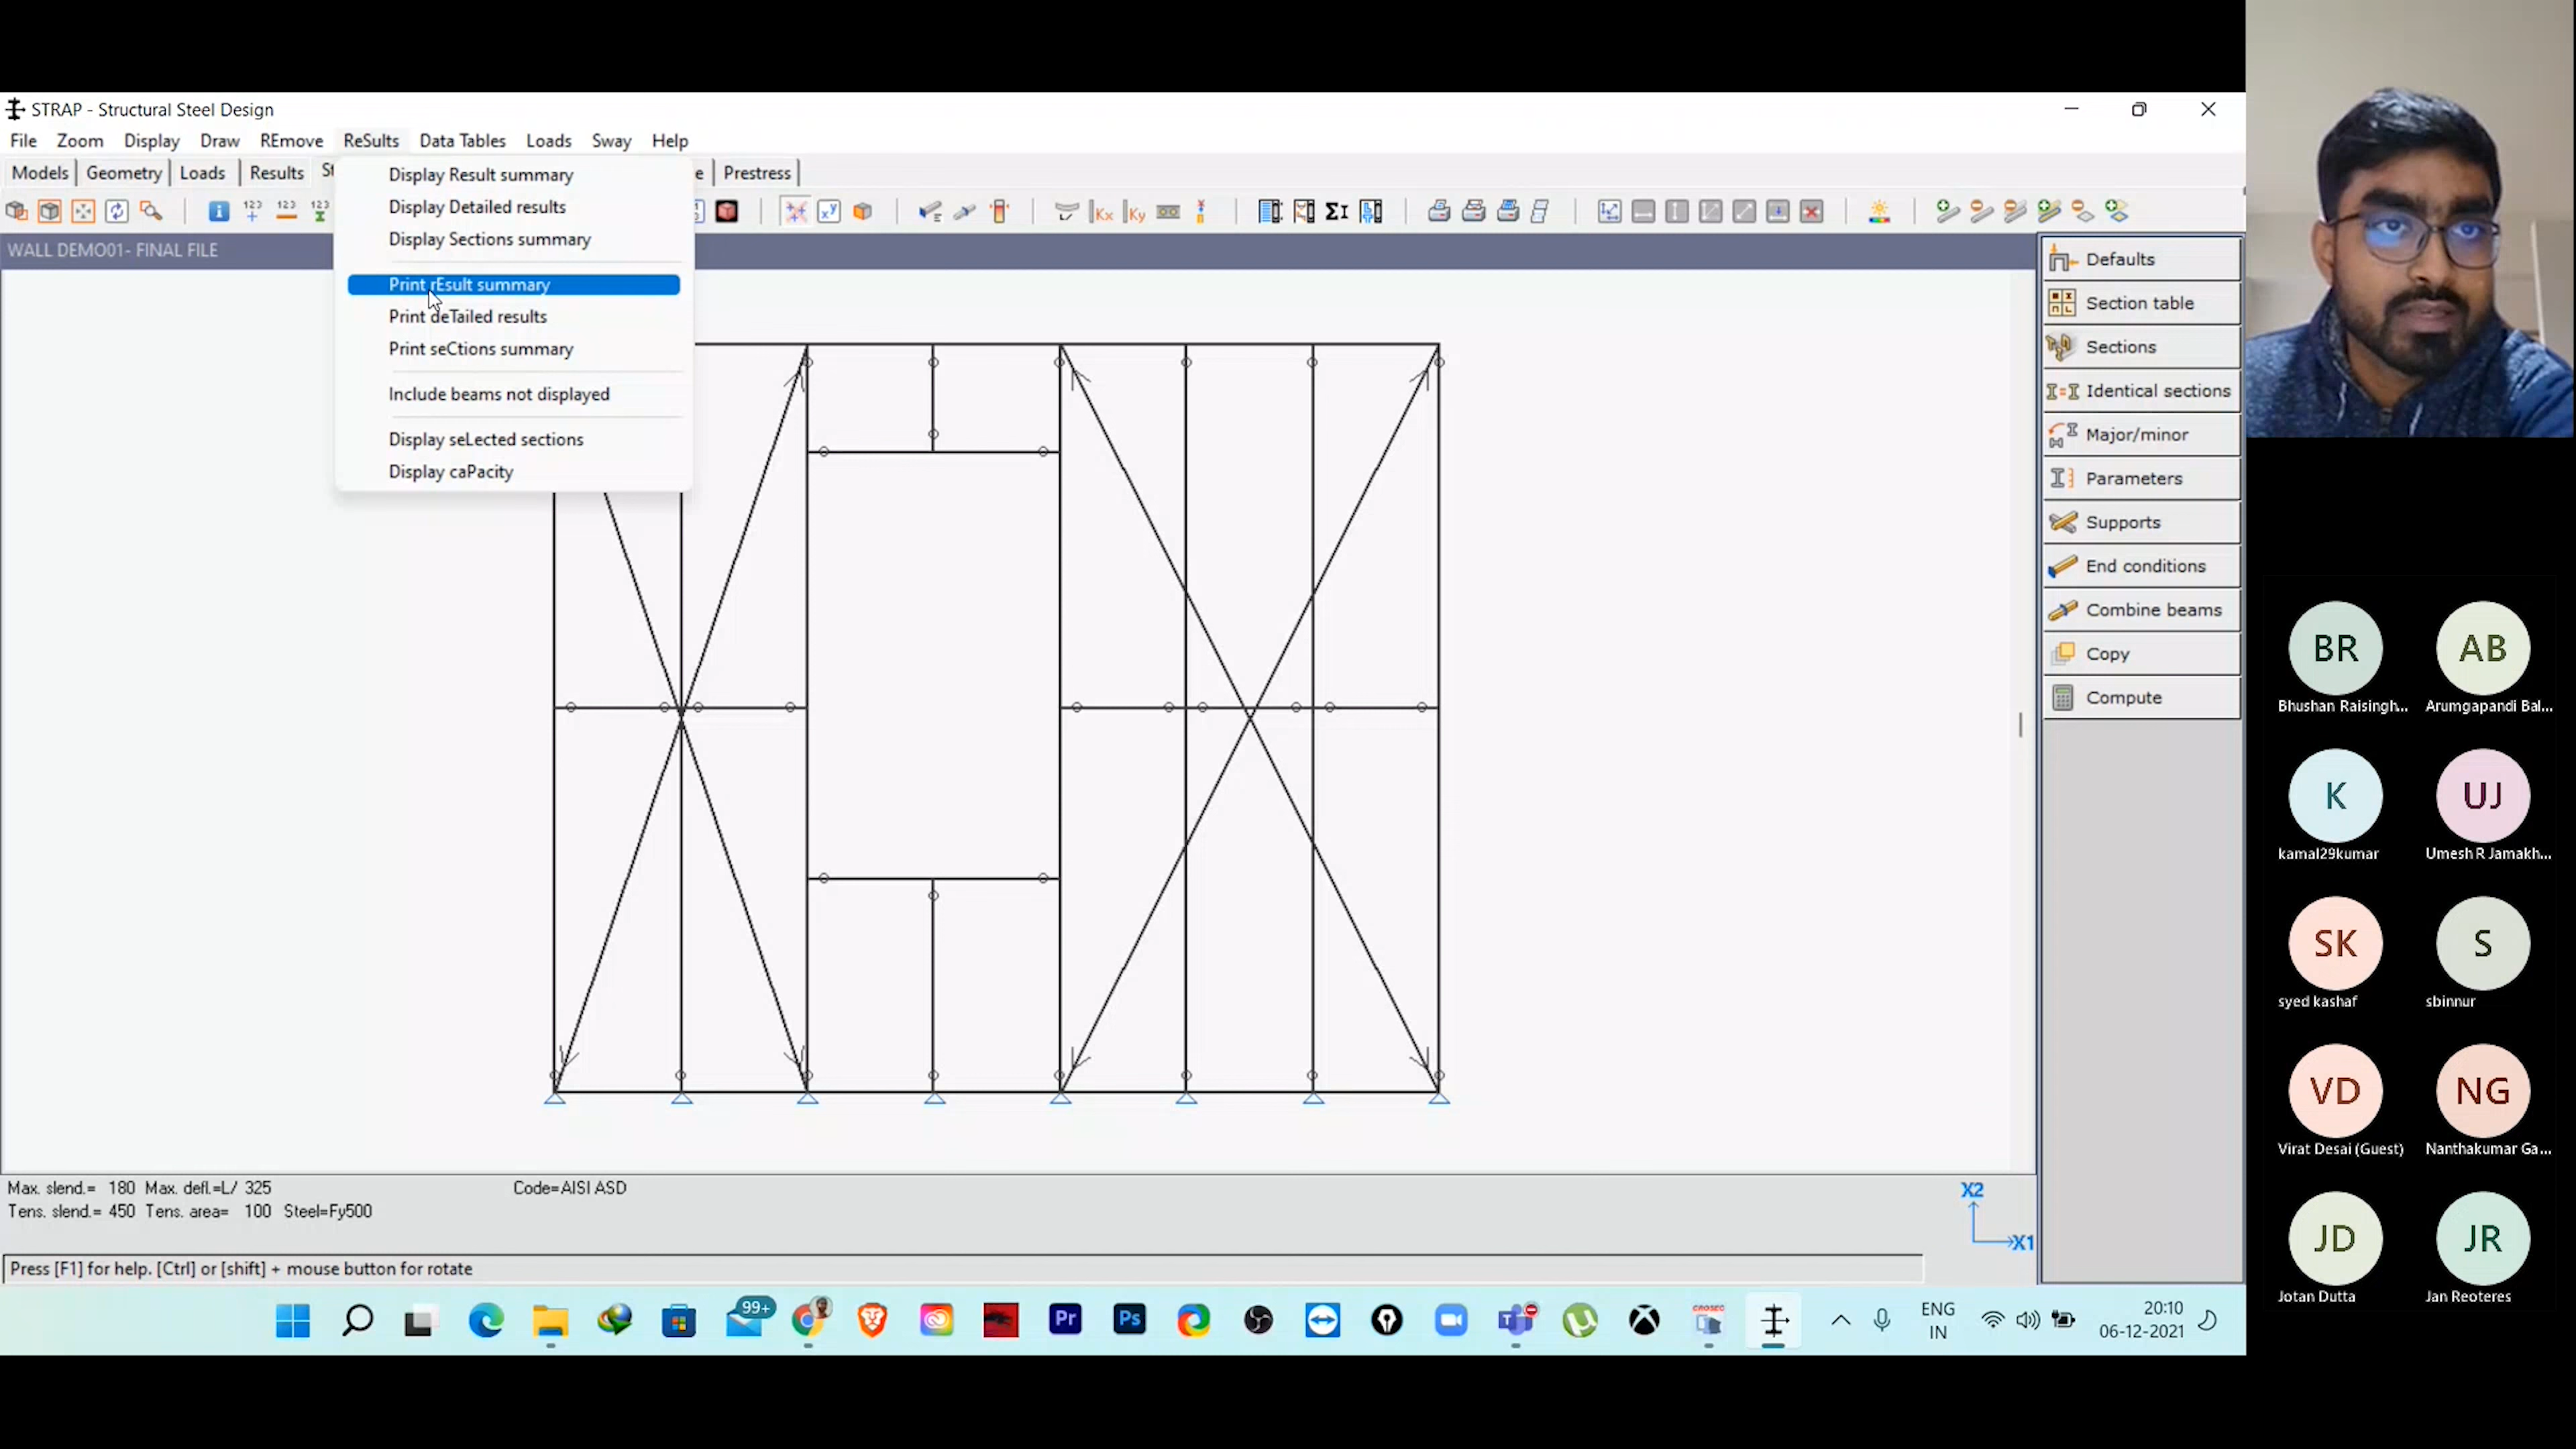 STRAP - Structural Steel Design
File Zoom Display Draw REmove ReSults Data Tables Loads Sway Help
Models Geometry Loads Results St e Prestress
WALL DEMO01- FINAL FILE
Display Result summary
Display Detailed results
Display Sections summary
Print rEsult summary
Print deTailed results
Print seCtions summary
Include beams not displayed
Display seLected sections
Display caPacity
Defaults
Section table
Sections
Identical sections
Major/minor
Parameters
Supports
End conditions
Combine beams
Copy
Compute
Max. slend.= 180 Max. defl.=L/ 325 Code=AISI ASD
Tens. slend.= 450 Tens. area= 100 Steel=Fy500
X2
X1
Press [F1] for help. [Ctrl] or [shift] + mouse button for rotate
99+
Pr
Ps
CROSEC
ENG
IN
20:10
06-12-2021
BR
Bhushan Raisingh...
AB
Arumgapandi Bal...
K
kamal29kumar
UJ
Umesh R Jamakh...
SK
syed kashaf
S
sbinnur
VD
Virat Desai (Guest)
NG
Nanthakumar Ga...
JD
Jotan Dutta
JR
Jan Reoteres